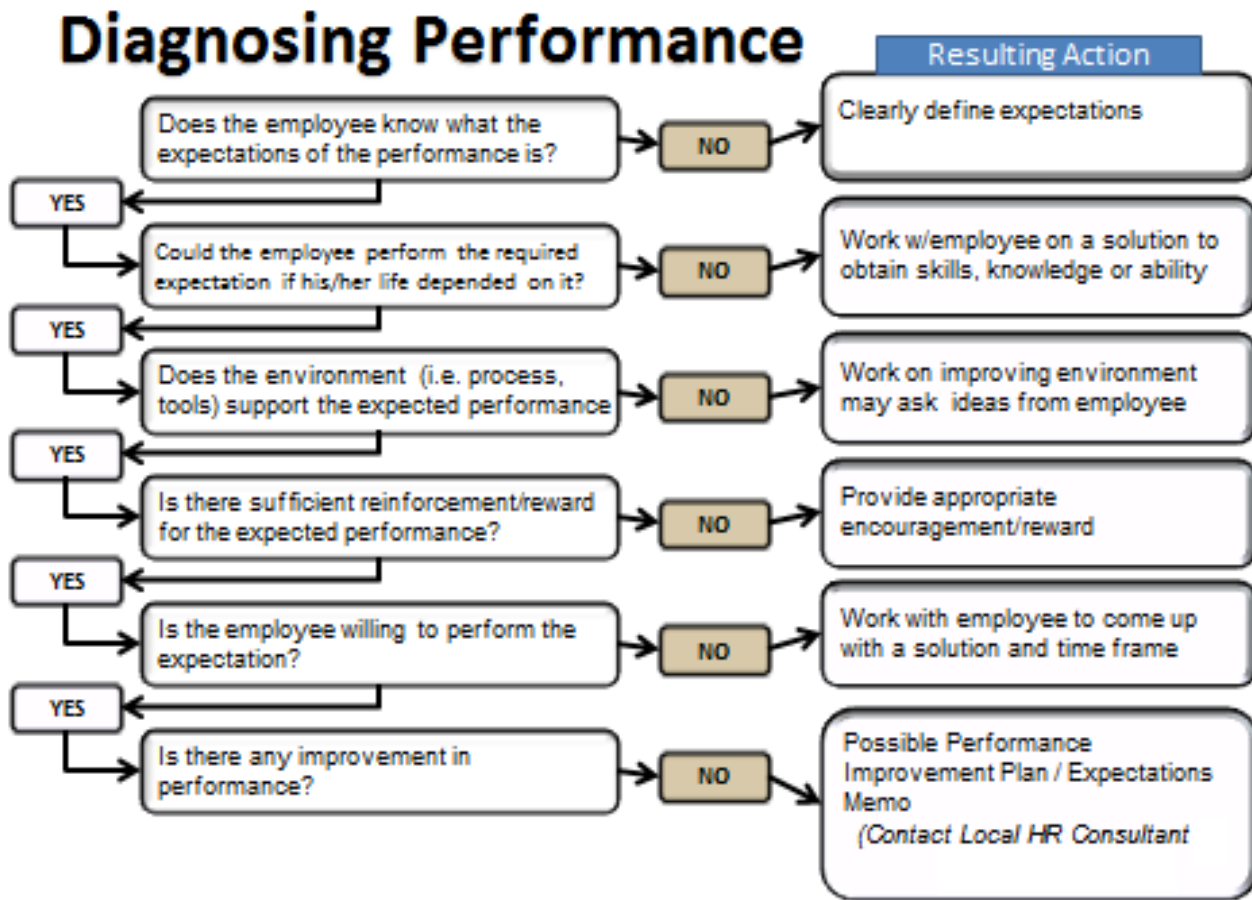 Diagnosing Performance
Resulting Action
Does the employee know what the
expectations of the performance is?
NO
Clearly define expectations
YES
Could the employee perform the required
expectation if his/her life depended on it?
NO
Work w/employee on a solution to
obtain skills, knowledge or ability
YES
Does the environment (i.e. process,
tools) support the expected performance
NO
Work on improving environment
may ask ideas from employee
YES
Is there sufficient reinforcement/reward
for the expected performance?
NO
Provide appropriate
encouragement/reward
YES
Is the employee willing to perform the
expectation?
NO
Work with employee to come up
with a solution and time frame
YES
Is there any improvement in
performance?
NO
Possible Performance
Improvement Plan / Expectations
Memo
(Contact Local HR Consultant